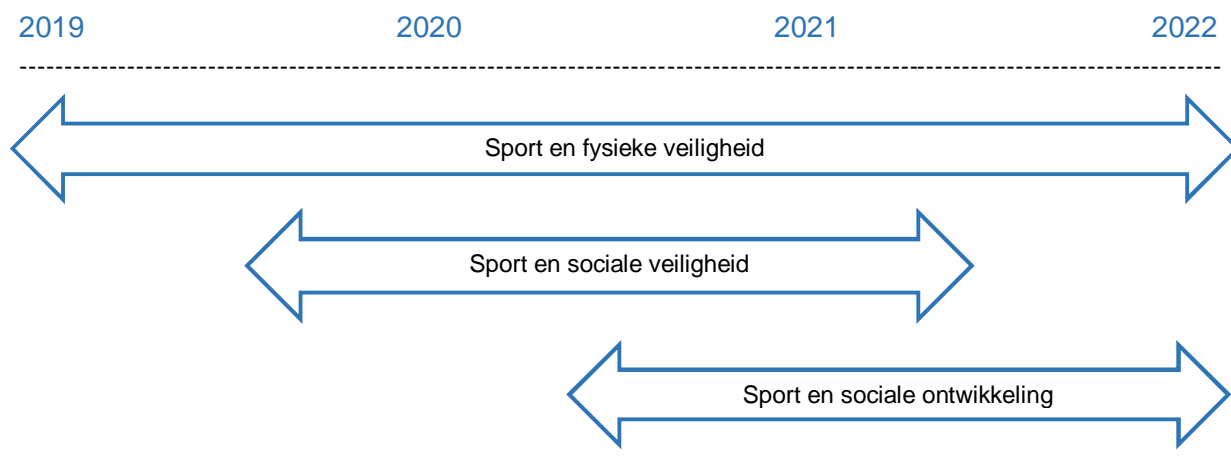 2019 2020 2021 2022
Sport en fysieke veiligheid
Sport en sociale veiligheid
Sport en sociale ontwikkeling